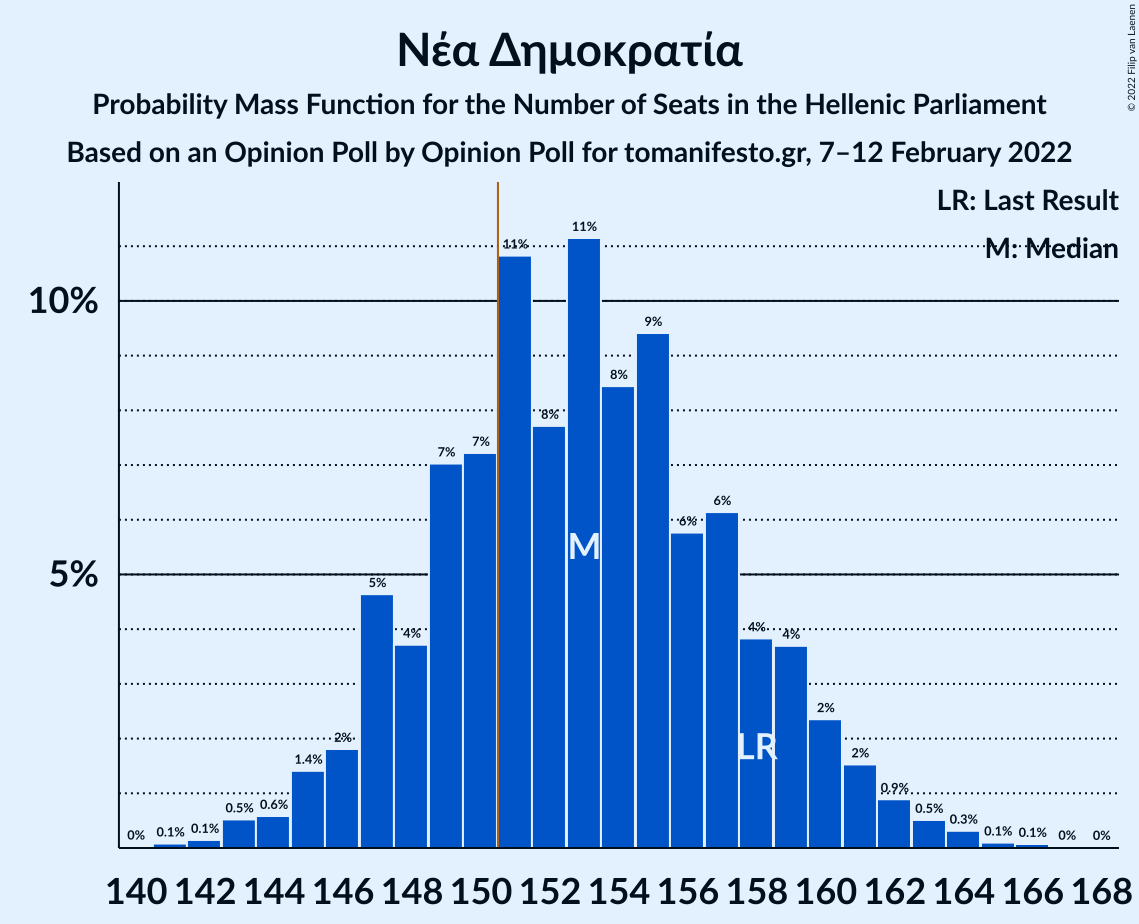 Νέα Δημοκρατία
Probability Mass Function for the Number of Seats in the Hellenic Parliament
Based on an Opinion Poll by Opinion Poll for tomanifesto.gr, 7–12 February 2022
© 2022 Filip van Laenen
LR: Last Result
M: Median
10%
5%
0% 0.1% 0.1% 0.5% 0.6% 1.4% 2% 5% 4% 7% 7% 11% 8% 11% 8% 9% 6% 6% 4% 4% 2% 2% 0.9% 0.5% 0.3% 0.1% 0.1% 0% 0%
M
LR
140 142 144 146 148 150 152 154 156 158 160 162 164 166 168